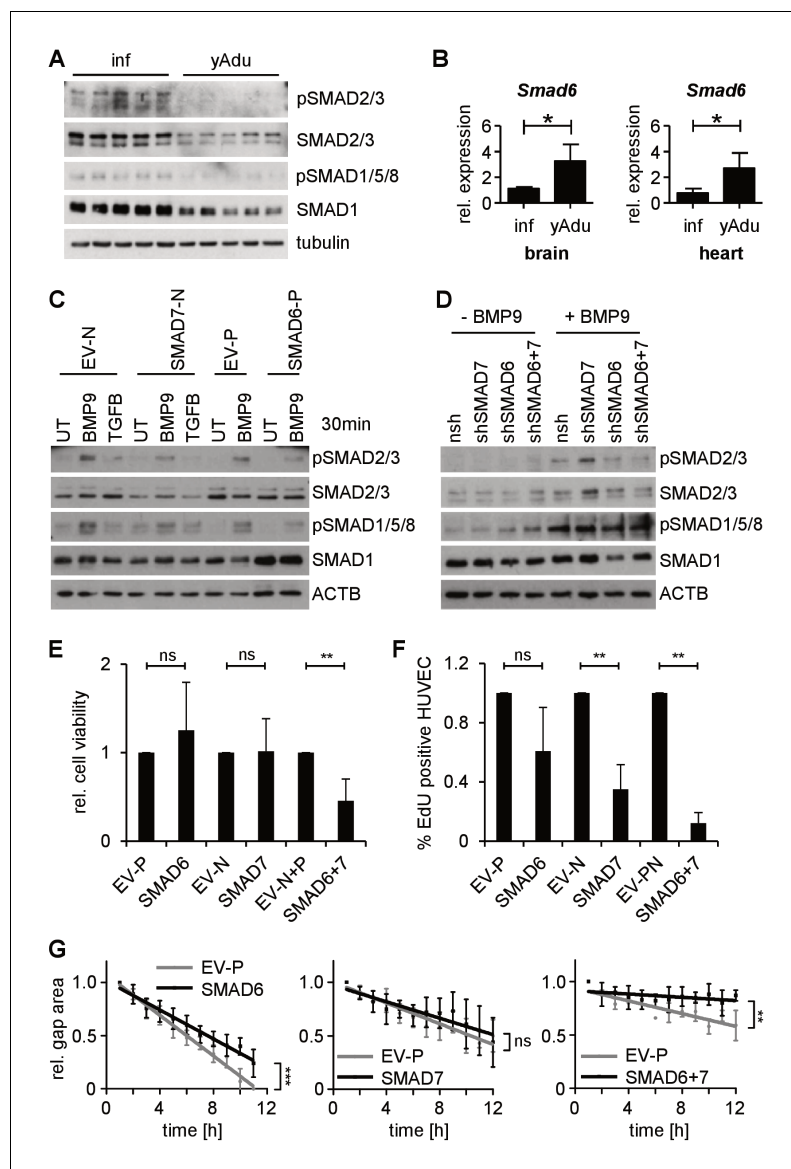 A
inf yAdu
pSMAD2/3
SMAD2/3
pSMAD1/5/8
SMAD1
tubulin
B
Smad6 Smad6
rel. expression
6
4
2
0
*
inf yAdu
brain
rel. expression
6
4
2
0
*
inf yAdu
heart
C
EV-N SMAD7-N EV-P SMAD6-P
UT BMP9 TGFB UT BMP9 TGFB UT BMP9 UT BMP9 30min
pSMAD2/3
SMAD2/3
pSMAD1/5/8
SMAD1
ACTB
D
- BMP9 + BMP9
nsh shSMAD7 shSMAD6 shSMAD6+7 nsh shSMAD7 shSMAD6 shSMAD6+7
pSMAD2/3
SMAD2/3
pSMAD1/5/8
SMAD1
ACTB
E
rel. cell viability
2
1
0
ns ns **
EV-P SMAD6 EV-N SMAD7 EV-N+P SMAD6+7
F
% EdU positive HUVEC
1.2
0.8
0.4
0
ns ** **
EV-P SMAD6 EV-N SMAD7 EV-PN SMAD6+7
G
rel. gap area
1.0
0.5
0
EV-P
SMAD6
***
0 4 8 12
time [h]
1.0
0.5
0
EV-P
SMAD7
ns
0 4 8 12
time [h]
1.0
0.5
0
EV-P
SMAD6+7
**
0 4 8 12
time [h]